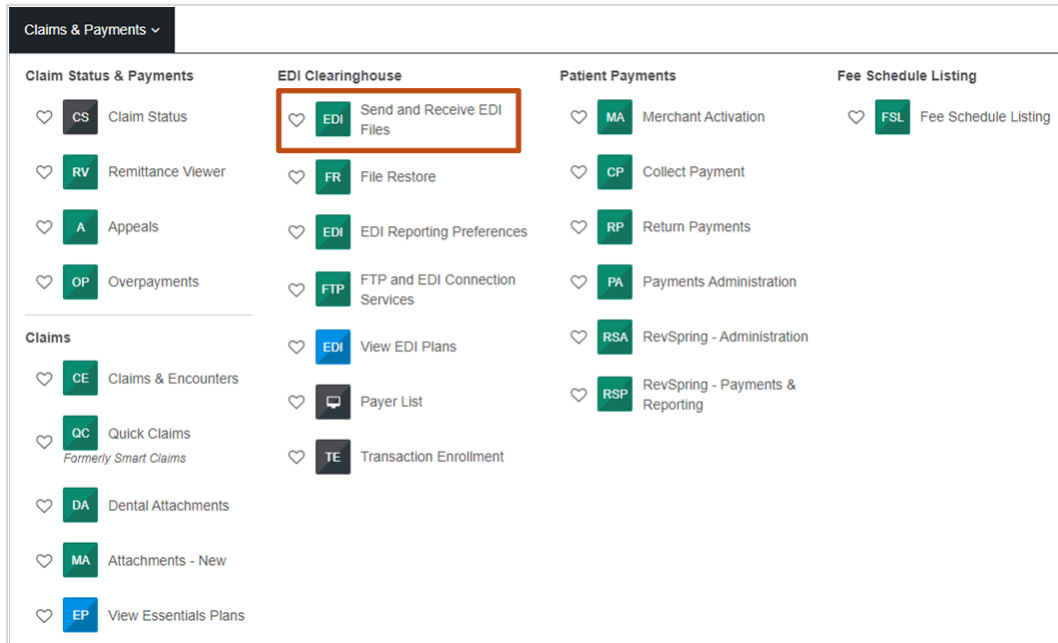 Claims & Payments
Claim Status & Payments
CS Claim Status
RV Remittance Viewer
A Appeals
OP Overpayments
Claims
CE Claims & Encounters
QC Quick Claims
Formerly Smart Claims
DA Dental Attachments
MA Attachments - New
EP View Essentials Plans
EDI Clearinghouse
EDI Send and Receive EDI
Files
FR File Restore
EDI EDI Reporting Preferences
FTP FTP and EDI Connection
Services
EDI View EDI Plans
Payer List
TE Transaction Enrollment
Patient Payments
MA Merchant Activation
CP Collect Payment
RP Return Payments
PA Payments Administration
RSA RevSpring - Administration
RSP RevSpring - Payments &
Reporting
Fee Schedule Listing
FSL Fee Schedule Listing